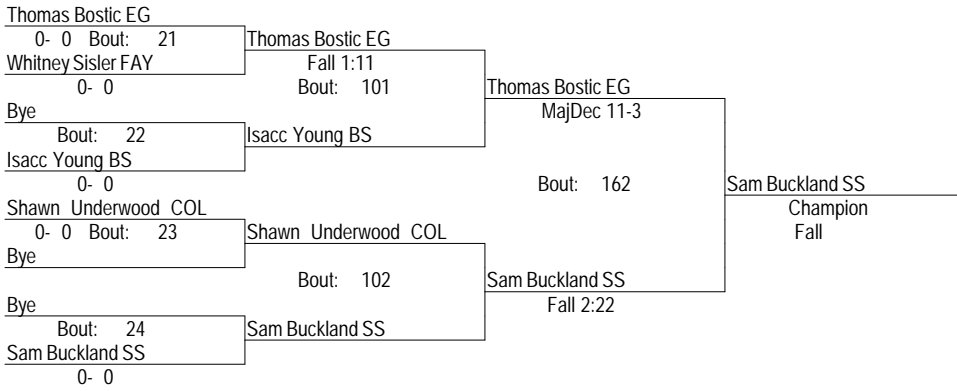 Thomas Bostic EG
0- 0 Bout: 21
Thomas Bostic EG
Whitney Sisler FAY
Fall 1:11
0- 0
Bout: 101
Thomas Bostic EG
Bye
MajDec 11-3
Bout: 22
Isacc Young BS
Isacc Young BS
0- 0
Bout: 162
Sam Buckland SS
Shawn Underwood COL
Champion
0- 0 Bout: 23
Shawn Underwood COL
Fall
Bye
Bout: 102
Sam Buckland SS
Bye
Fall 2:22
Bout: 24
Sam Buckland SS
Sam Buckland SS
0- 0